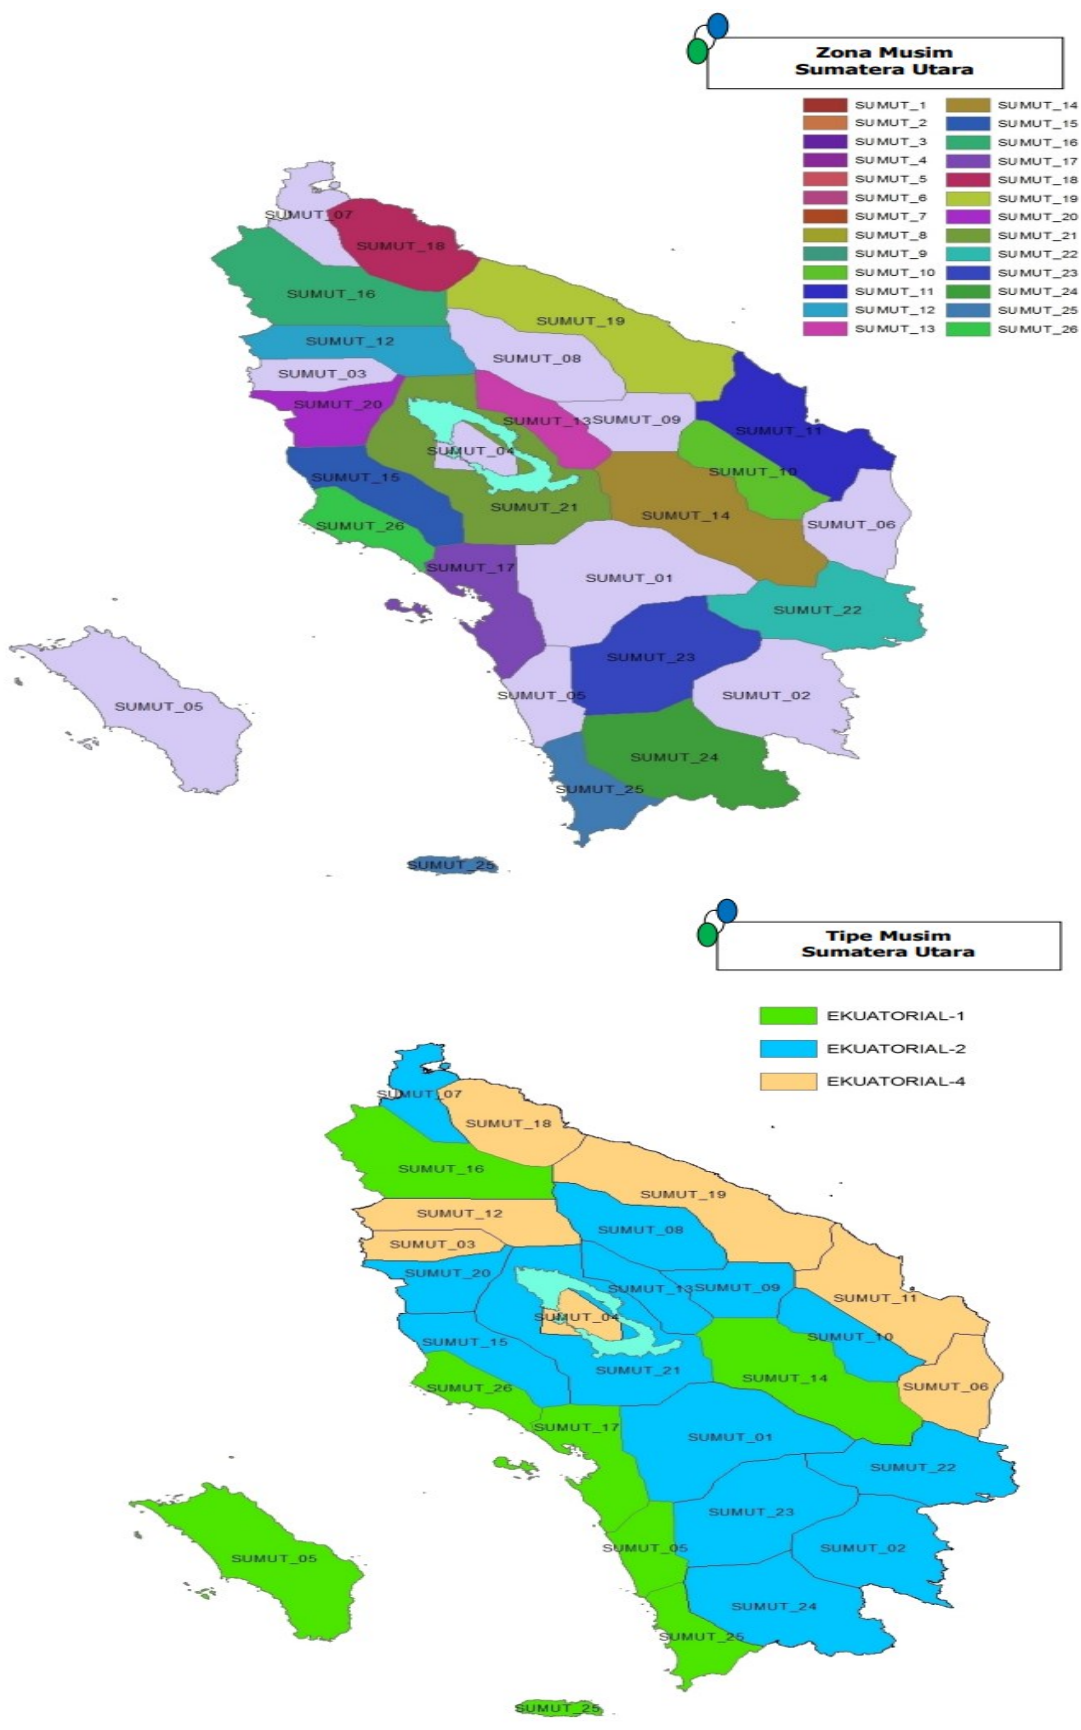 Zona Musim
Sumatera Utara
SUMUT_1
SUMUT_2
SUMUT_3
SUMUT_4
SUMUT_5
SUMUT_6
SUMUT_7
SUMUT_8
SUMUT_9
SUMUT_10
SUMUT_11
SUMUT_12
SUMUT_13
SUMUT_14
SUMUT_15
SUMUT_16
SUMUT_17
SUMUT_18
SUMUT_19
SUMUT_20
SUMUT_21
SUMUT_22
SUMUT_23
SUMUT_24
SUMUT_25
SUMUT_26
SUMUT_07
SUMUT_18
SUMUT_16
SUMUT_19
SUMUT_12
SUMUT_08
SUMUT_03
SUMUT_20
SUMUT_13
SUMUT_09
SUMUT_11
SUMUT_04
SUMUT_10
SUMUT_15
SUMUT_21
SUMUT_14
SUMUT_26
SUMUT_06
SUMUT_17
SUMUT_01
SUMUT_22
SUMUT_23
SUMUT_05
SUMUT_02
SUMUT_05
SUMUT_24
SUMUT_25
SUMUT_25
Tipe Musim
Sumatera Utara
EKUATORIAL-1
EKUATORIAL-2
EKUATORIAL-4
SUMUT_07
SUMUT_18
SUMUT_16
SUMUT_19
SUMUT_12
SUMUT_08
SUMUT_03
SUMUT_20
SUMUT_13
SUMUT_09
SUMUT_11
SUMUT_04
SUMUT_10
SUMUT_15
SUMUT_21
SUMUT_14
SUMUT_26
SUMUT_06
SUMUT_17
SUMUT_01
SUMUT_22
SUMUT_23
SUMUT_05
SUMUT_02
SUMUT_05
SUMUT_24
SUMUT_25
SUMUT_25